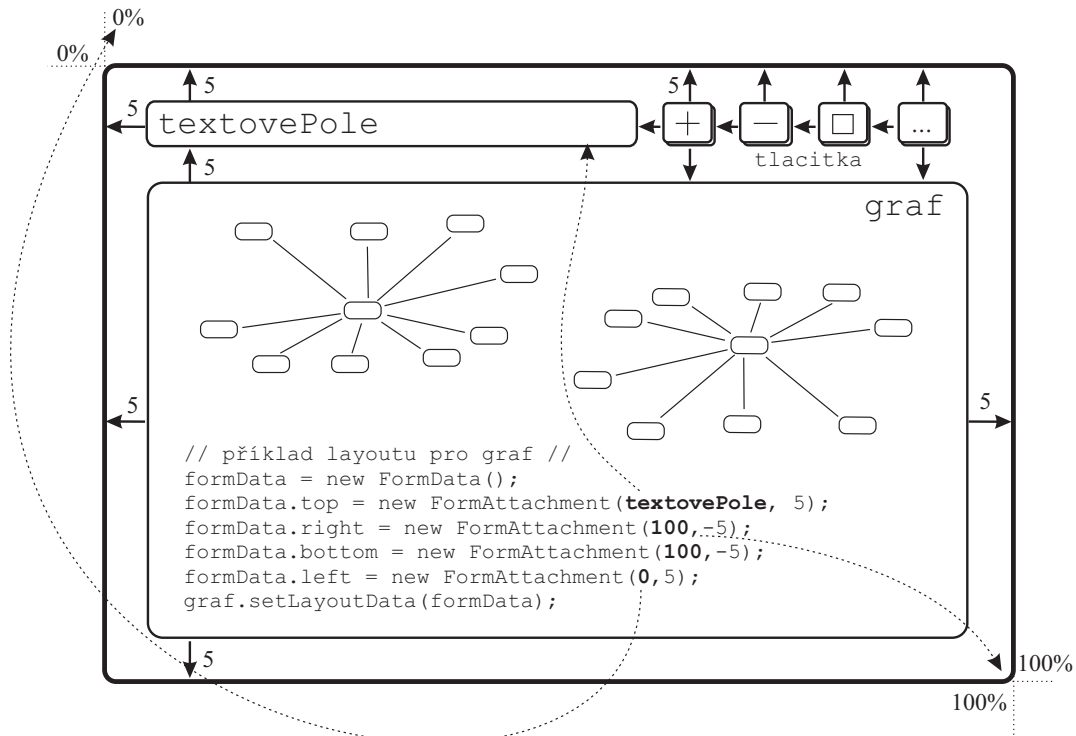 0%
0%
5
5
5
textovePole
+ − □ ...
tlacitka
5
graf
5
5
// příklad layoutu pro graf //
formData = new FormData();
formData.top = new FormAttachment(textovePole, 5);
formData.right = new FormAttachment(100,-5);
formData.bottom = new FormAttachment(100,-5);
formData.left = new FormAttachment(0,5);
graf.setLayoutData(formData);
5
100%
100%